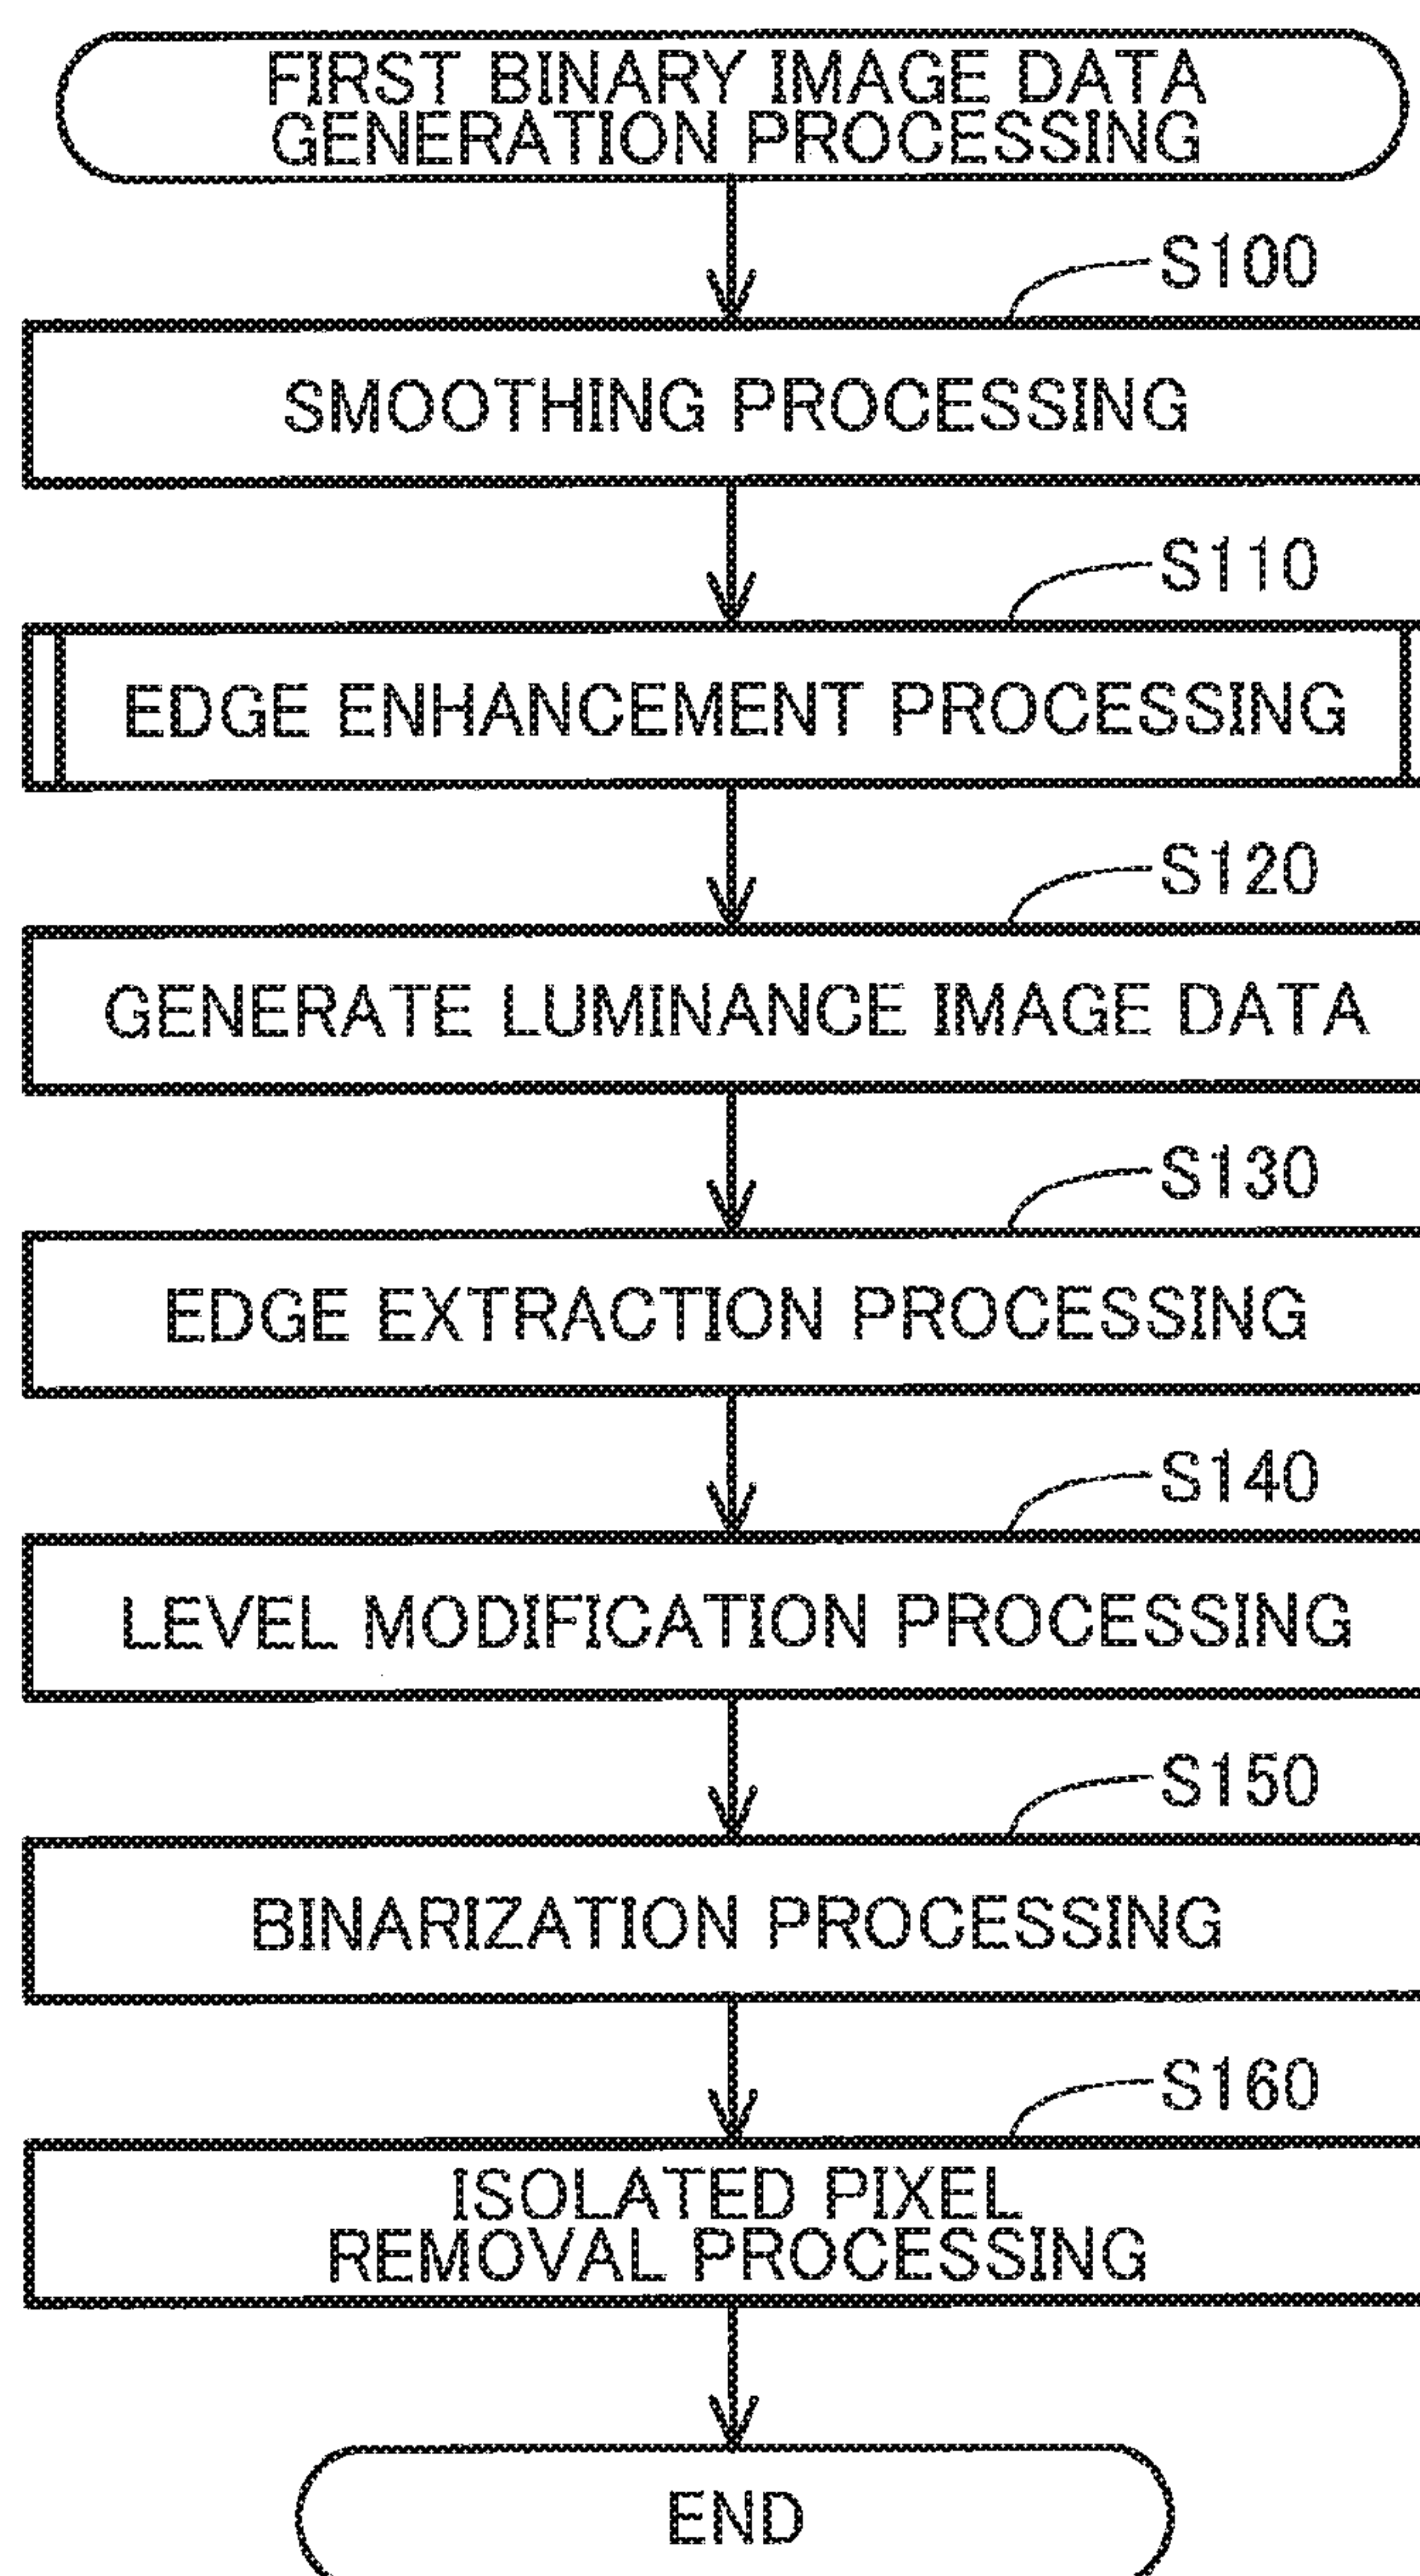 FIRST BINARY IMAGE DATA
GENERATION PROCESSING
S100
SMOOTHING PROCESSING
S110
EDGE ENHANCEMENT PROCESSING
S120
GENERATE LUMINANCE IMAGE DATA
S130
EDGE EXTRACTION PROCESSING
S140
LEVEL MODIFICATION PROCESSING
S150
BINARIZATION PROCESSING
S160
ISOLATED PIXEL
REMOVAL PROCESSING
END